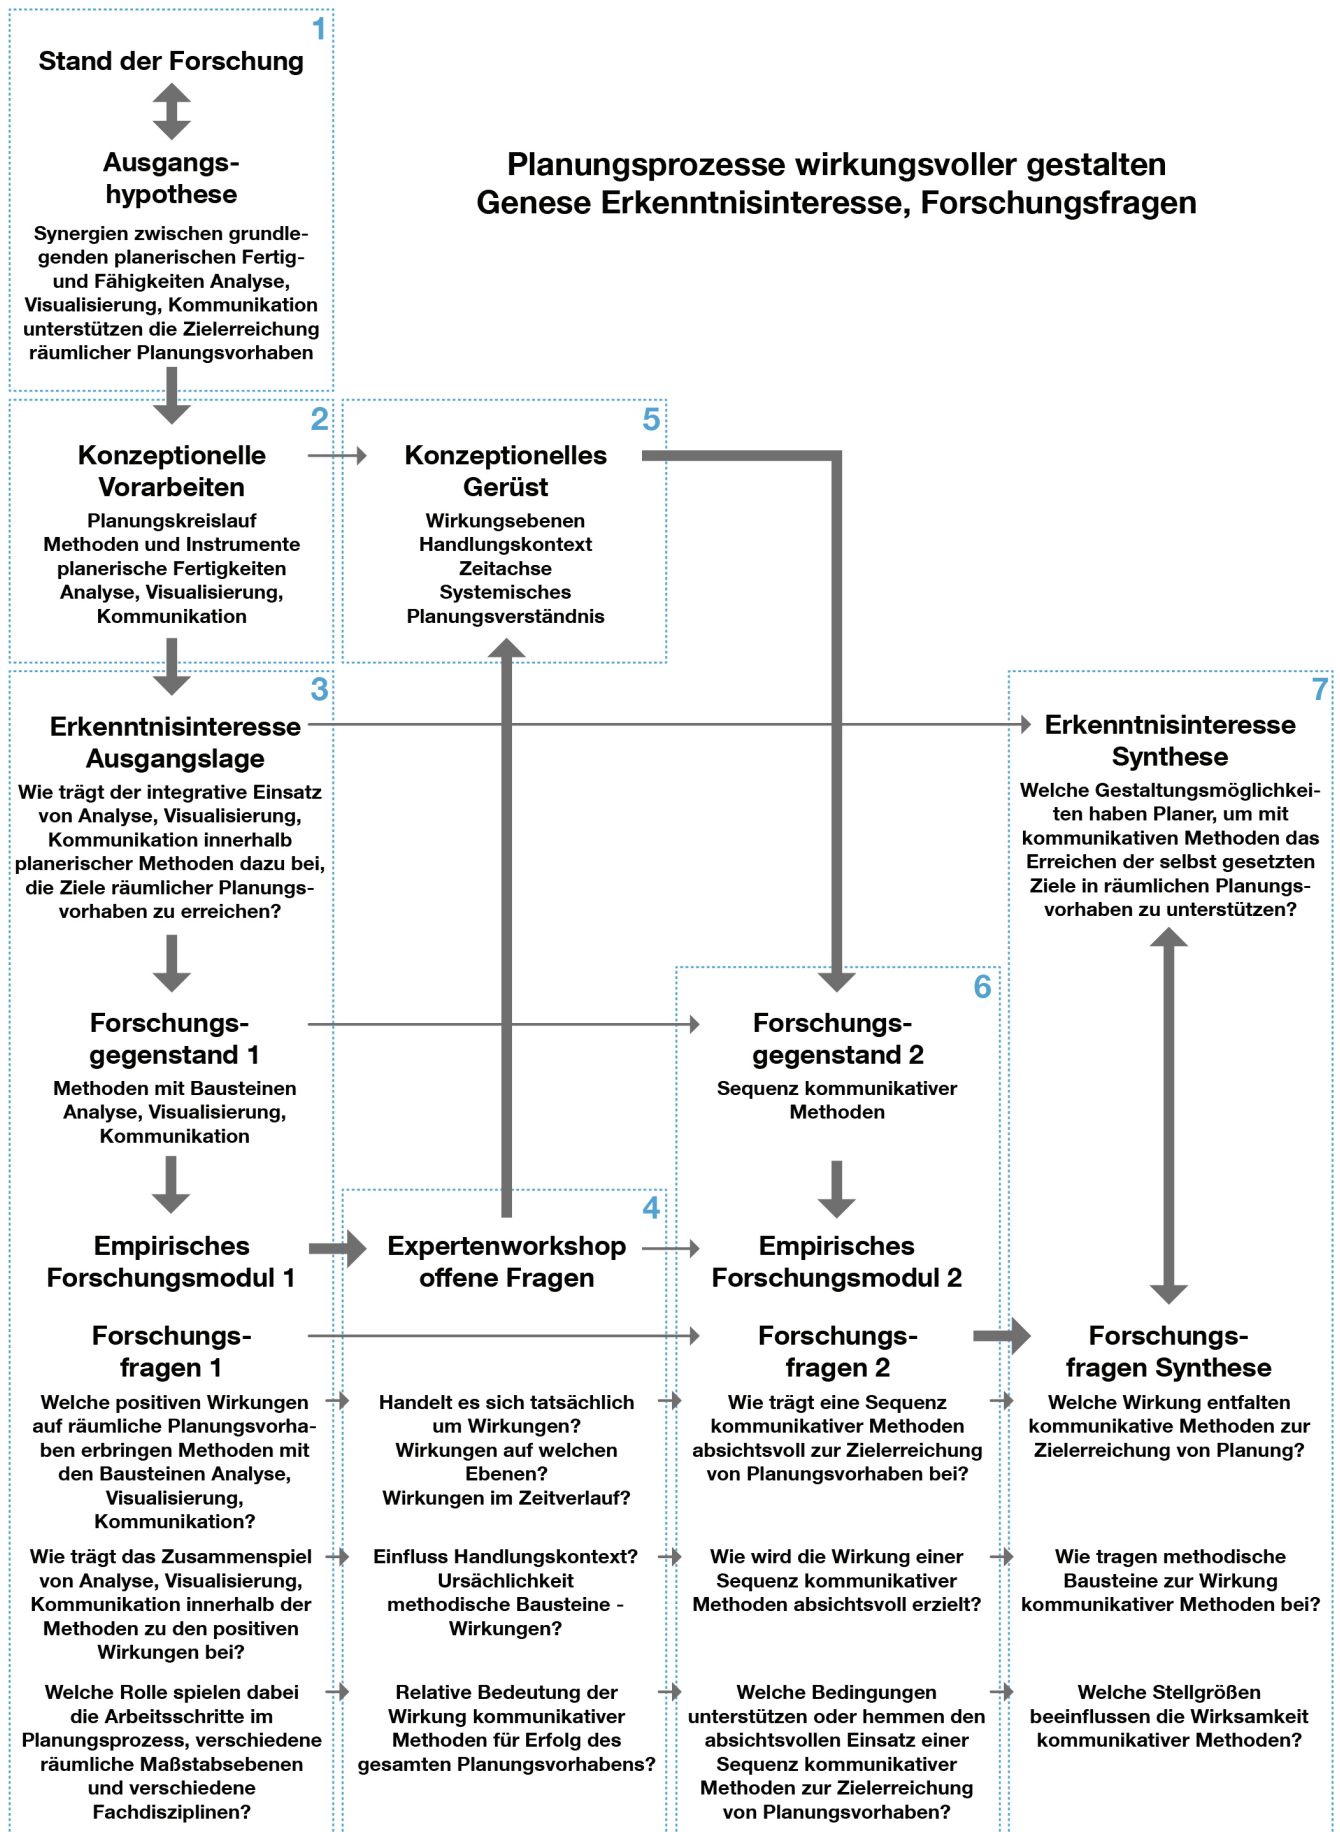 1
Stand der Forschung
Ausgangs-
hypothese
Synergien zwischen grundle-
genden planerischen Fertig-
und Fähigkeiten Analyse,
Visualisierung, Kommunikation
unterstützen die Zielerreichung
räumlicher Planungsvorhaben
Planungsprozesse wirkungsvoller gestalten
Genese Erkenntnisinteresse, Forschungsfragen
2
Konzeptionelle
Vorarbeiten
Planungskreislauf
Methoden und Instrumente
planerische Fertigkeiten
Analyse, Visualisierung,
Kommunikation
5
Konzeptionelles
Gerüst
Wirkungsebenen
Handlungskontext
Zeitachse
Systemisches
Planungsverständnis
3
Erkenntnisinteresse
Ausgangslage
Wie trägt der integrative Einsatz
von Analyse, Visualisierung,
Kommunikation innerhalb
planerischer Methoden dazu bei,
die Ziele räumlicher Planungs-
vorhaben zu erreichen?
7
Erkenntnisinteresse
Synthese
Welche Gestaltungsmöglichkei-
ten haben Planer, um mit
kommunikativen Methoden das
Erreichen der selbst gesetzten
Ziele in räumlichen Planungs-
vorhaben zu unterstützen?
Forschungs-
gegenstand 1
Methoden mit Bausteinen
Analyse, Visualisierung,
Kommunikation
6
Forschungs-
gegenstand 2
Sequenz kommunikativer
Methoden
Empirisches
Forschungsmodul 1
4
Expertenworkshop
offene Fragen
Empirisches
Forschungsmodul 2
Forschungs-
fragen 1
Forschungs-
fragen 2
Forschungs-
fragen Synthese
Welche positiven Wirkungen
auf räumliche Planungsvorha-
ben erbringen Methoden mit
den Bausteinen Analyse,
Visualisierung,
Kommunikation?
Handelt es sich tatsächlich
um Wirkungen?
Wirkungen auf welchen
Ebenen?
Wirkungen im Zeitverlauf?
Wie trägt eine Sequenz
kommunikativer Methoden
absichtsvoll zur Zielerreichung
von Planungsvorhaben bei?
Welche Wirkung entfalten
kommunikative Methoden zur
Zielerreichung von Planung?
Wie trägt das Zusammenspiel
von Analyse, Visualisierung,
Kommunikation innerhalb der
Methoden zu den positiven
Wirkungen bei?
Einfluss Handlungskontext?
Ursächlichkeit
methodische Bausteine -
Wirkungen?
Wie wird die Wirkung einer
Sequenz kommunikativer
Methoden absichtsvoll erzielt?
Wie tragen methodische
Bausteine zur Wirkung
kommunikativer Methoden bei?
Welche Rolle spielen dabei
die Arbeitsschritte im
Planungsprozess, verschiedene
räumliche Maßstabsebenen
und verschiedene
Fachdisziplinen?
Relative Bedeutung der
Wirkung kommunikativer
Methoden für Erfolg des
gesamten Planungsvorhabens?
Welche Bedingungen
unterstützen oder hemmen den
absichtsvollen Einsatz einer
Sequenz kommunikativer
Methoden zur Zielerreichung
von Planungsvorhaben?
Welche Stellgrößen
beeinflussen die Wirksamkeit
kommunikativer Methoden?